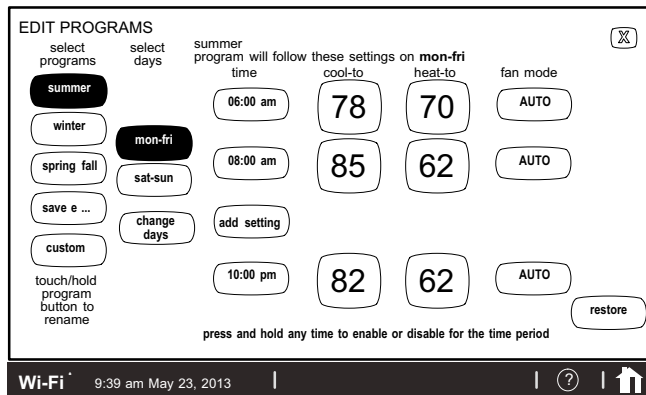 EDIT PROGRAMS
X
select programs
select days
summer
program will follow these settings on mon-fri
time cool-to heat-to fan mode
summer
06:00 am 78 70 AUTO
winter
mon-fri
spring fall
08:00 am 85 62 AUTO
sat-sun
save e ...
change days
add setting
custom
10:00 pm 82 62 AUTO
touch/hold
program
button to
rename
restore
press and hold any time to enable or disable for the time period
Wi-Fi 9:39 am May 23, 2013 ?